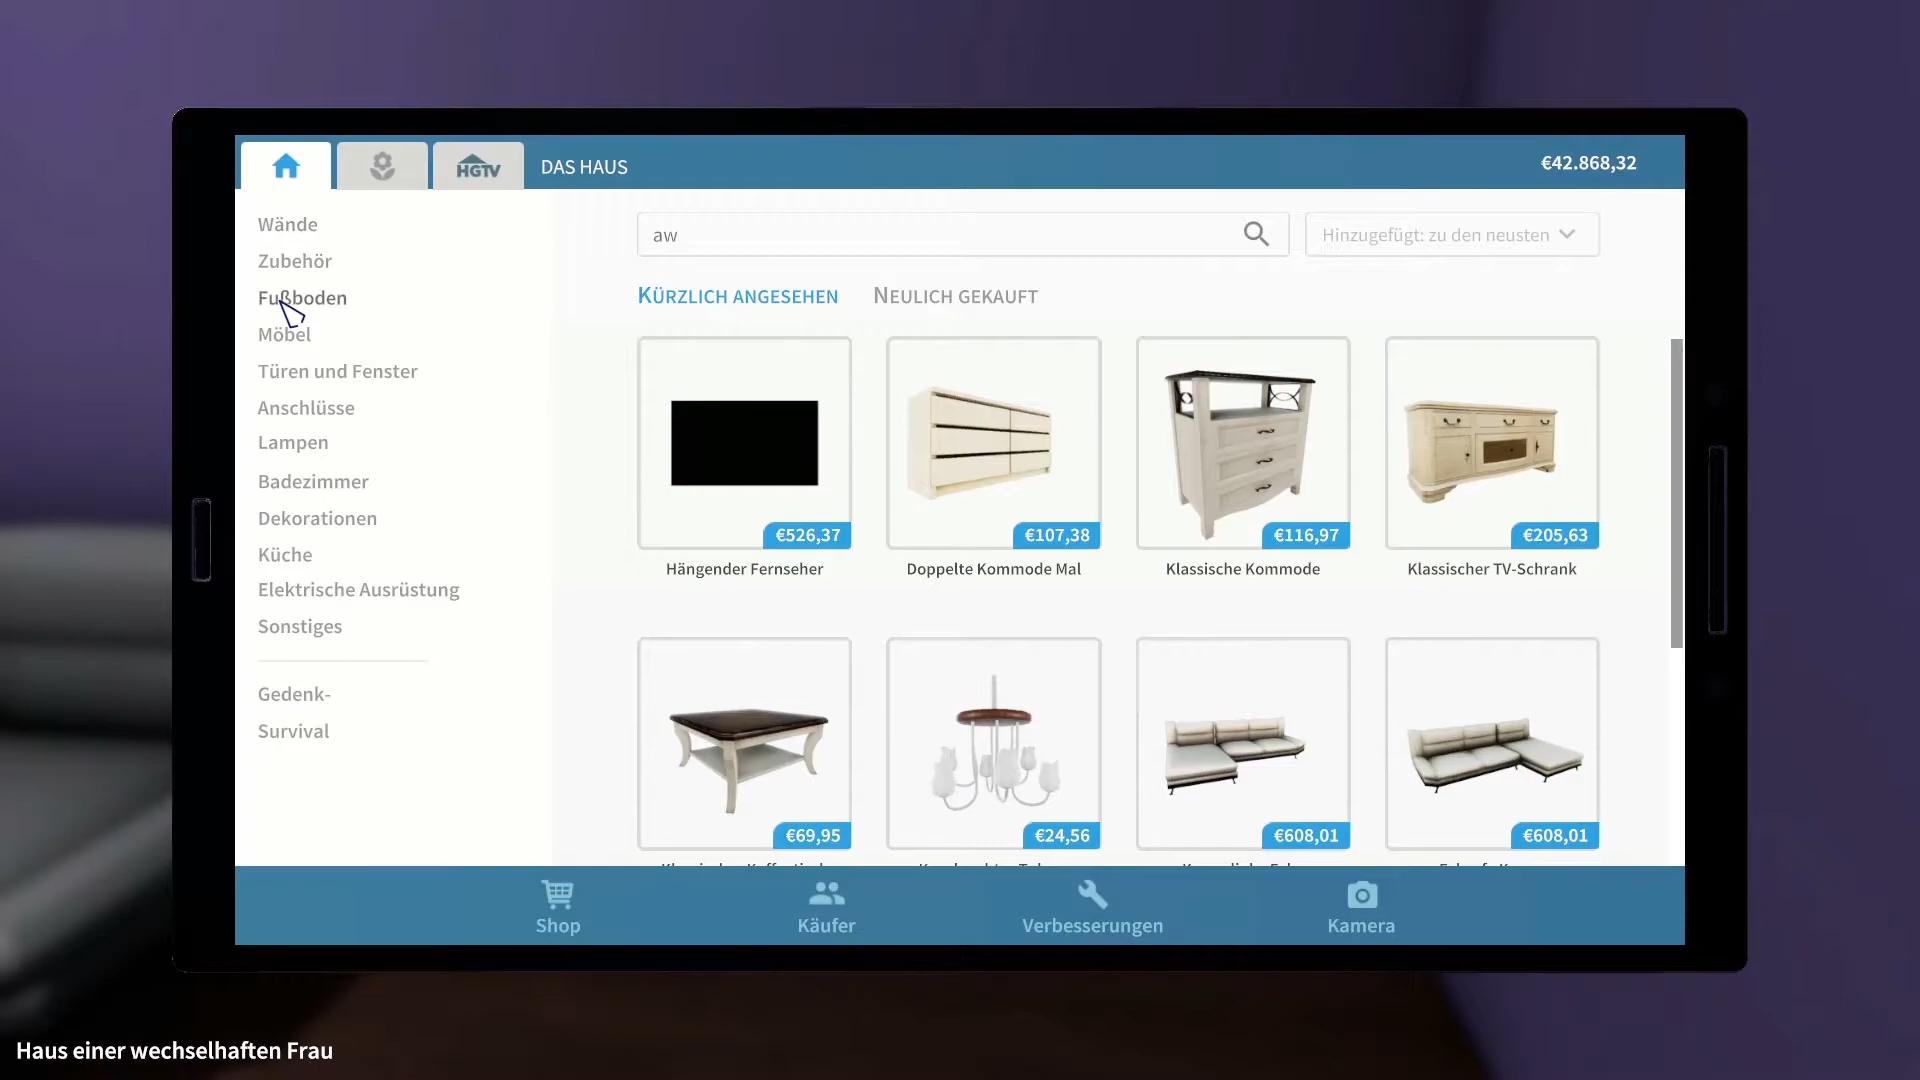 HGTV
DAS HAUS
€42.868,32
Wände
Zubehör
Fußboden
Möbel
Türen und Fenster
Anschlüsse
Lampen
Badezimmer
Dekorationen
Küche
Elektrische Ausrüstung
Sonstiges
Gedenk-
Survival
aw
Hinzugefügt: zu den neusten
KÜRZLICH ANGESEHEN
NEULICH GEKAUFT
€526,37
€107,38
€116,97
€205,63
Hängender Fernseher
Doppelte Kommode Mal
Klassische Kommode
Klassischer TV-Schrank
€69,95
€24,56
€608,01
€608,01
Shop
Käufer
Verbesserungen
Kamera
Haus einer wechselhaften Frau